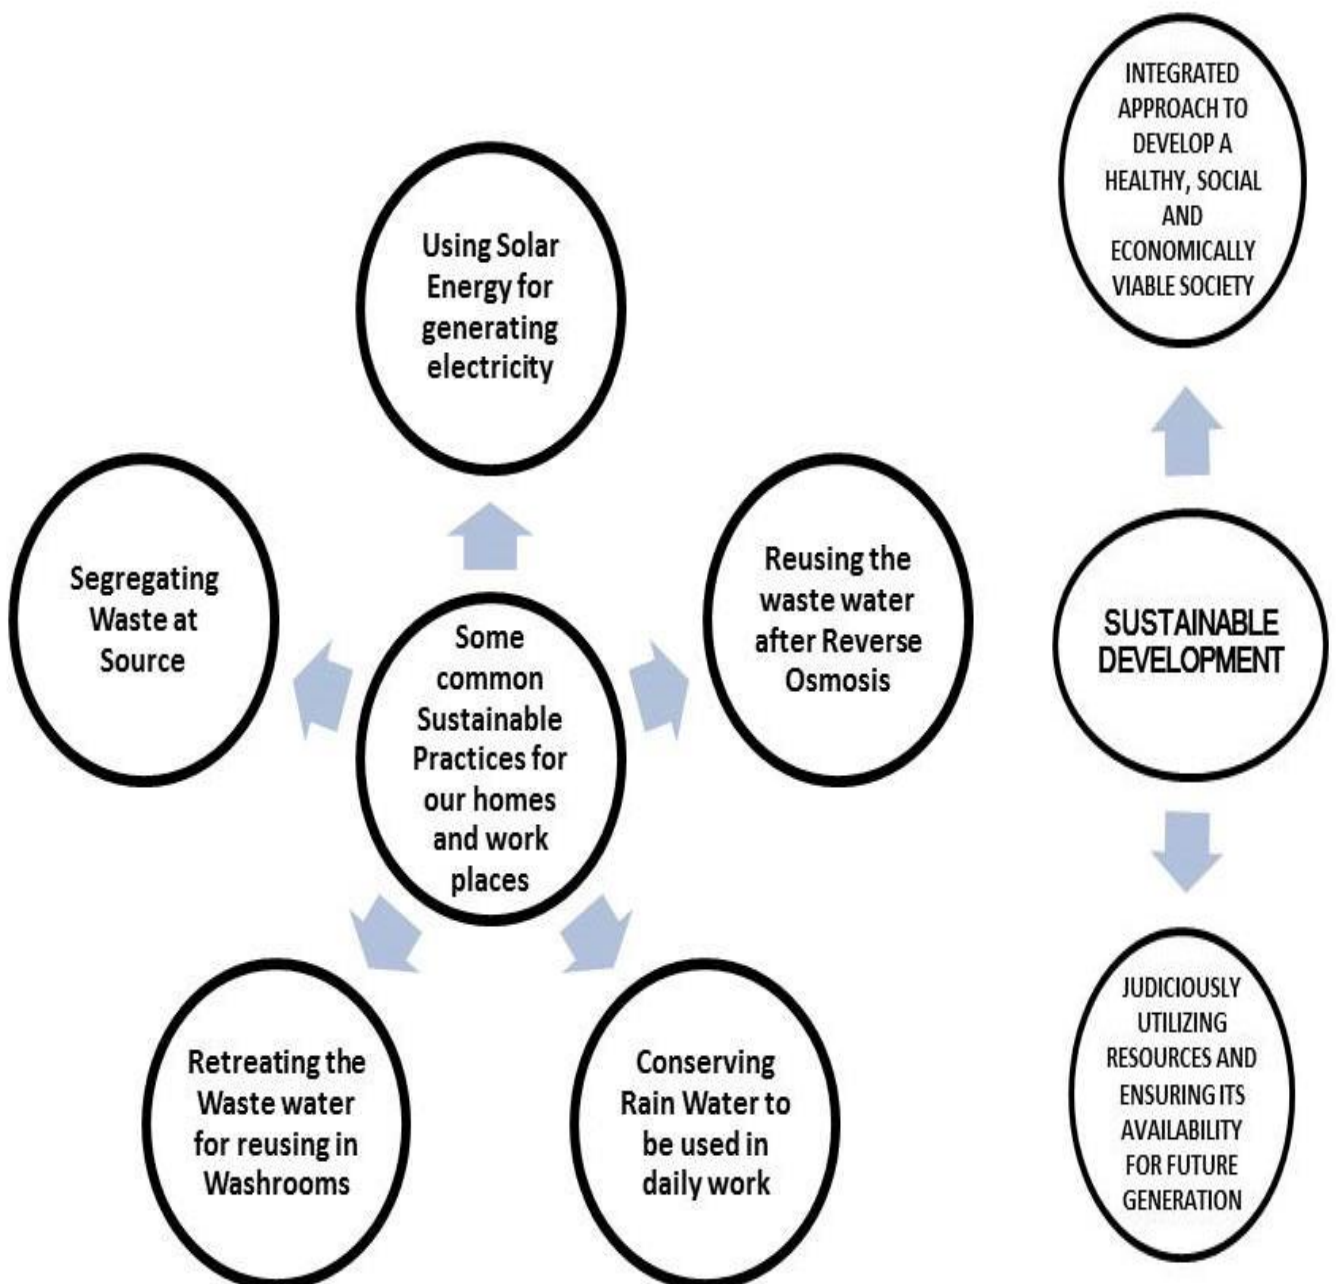 Using Solar
Energy for
generating
electricity
Segregating
Waste at
Source
Some
common
Sustainable
Practices for
our homes
and work
places
Reusing the
waste water
after Reverse
Osmosis
Retreating the
Waste water
for reusing in
Washrooms
Conserving
Rain Water to
be used in
daily work
INTEGRATED
APPROACH TO
DEVELOP A
HEALTHY, SOCIAL
AND
ECONOMICALLY
VIABLE SOCIETY
SUSTAINABLE
DEVELOPMENT
JUDICIOUSLY
UTILIZING
RESOURCES AND
ENSURING ITS
AVAILABILITY
FOR FUTURE
GENERATION